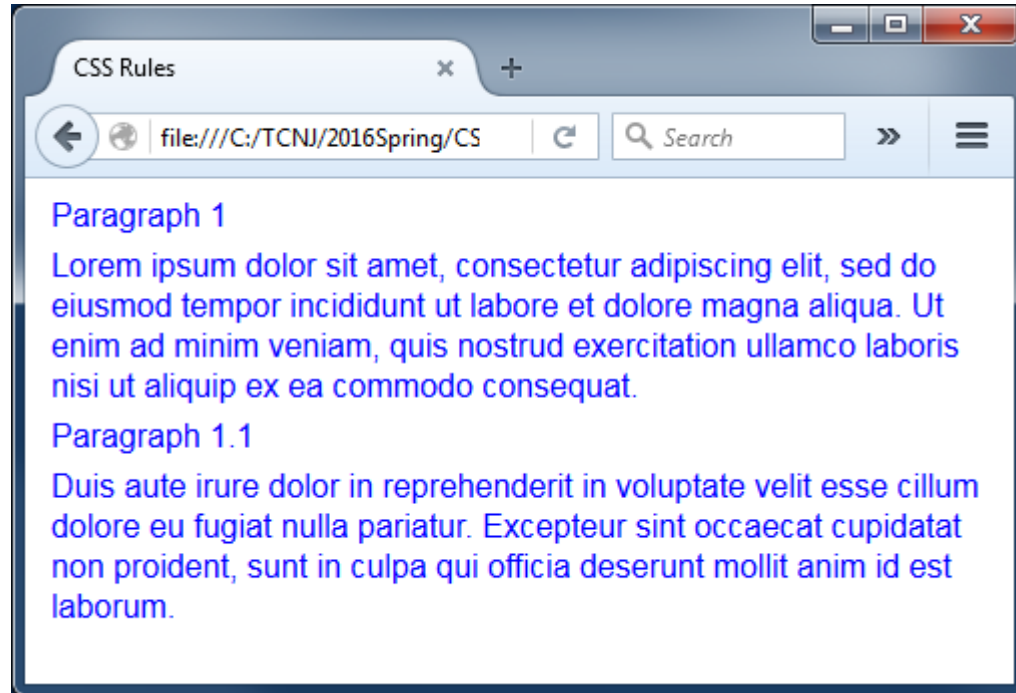 CSS Rules
file:///C:/TCNJ/2016Spring/CS
Search
Paragraph 1
Lorem ipsum dolor sit amet, consectetur adipiscing elit, sed do
eiusmod tempor incididunt ut labore et dolore magna aliqua. Ut
enim ad minim veniam, quis nostrud exercitation ullamco laboris
nisi ut aliquip ex ea commodo consequat.
Paragraph 1.1
Duis aute irure dolor in reprehenderit in voluptate velit esse cillum
dolore eu fugiat nulla pariatur. Excepteur sint occaecat cupidatat
non proident, sunt in culpa qui officia deserunt mollit anim id est
laborum.